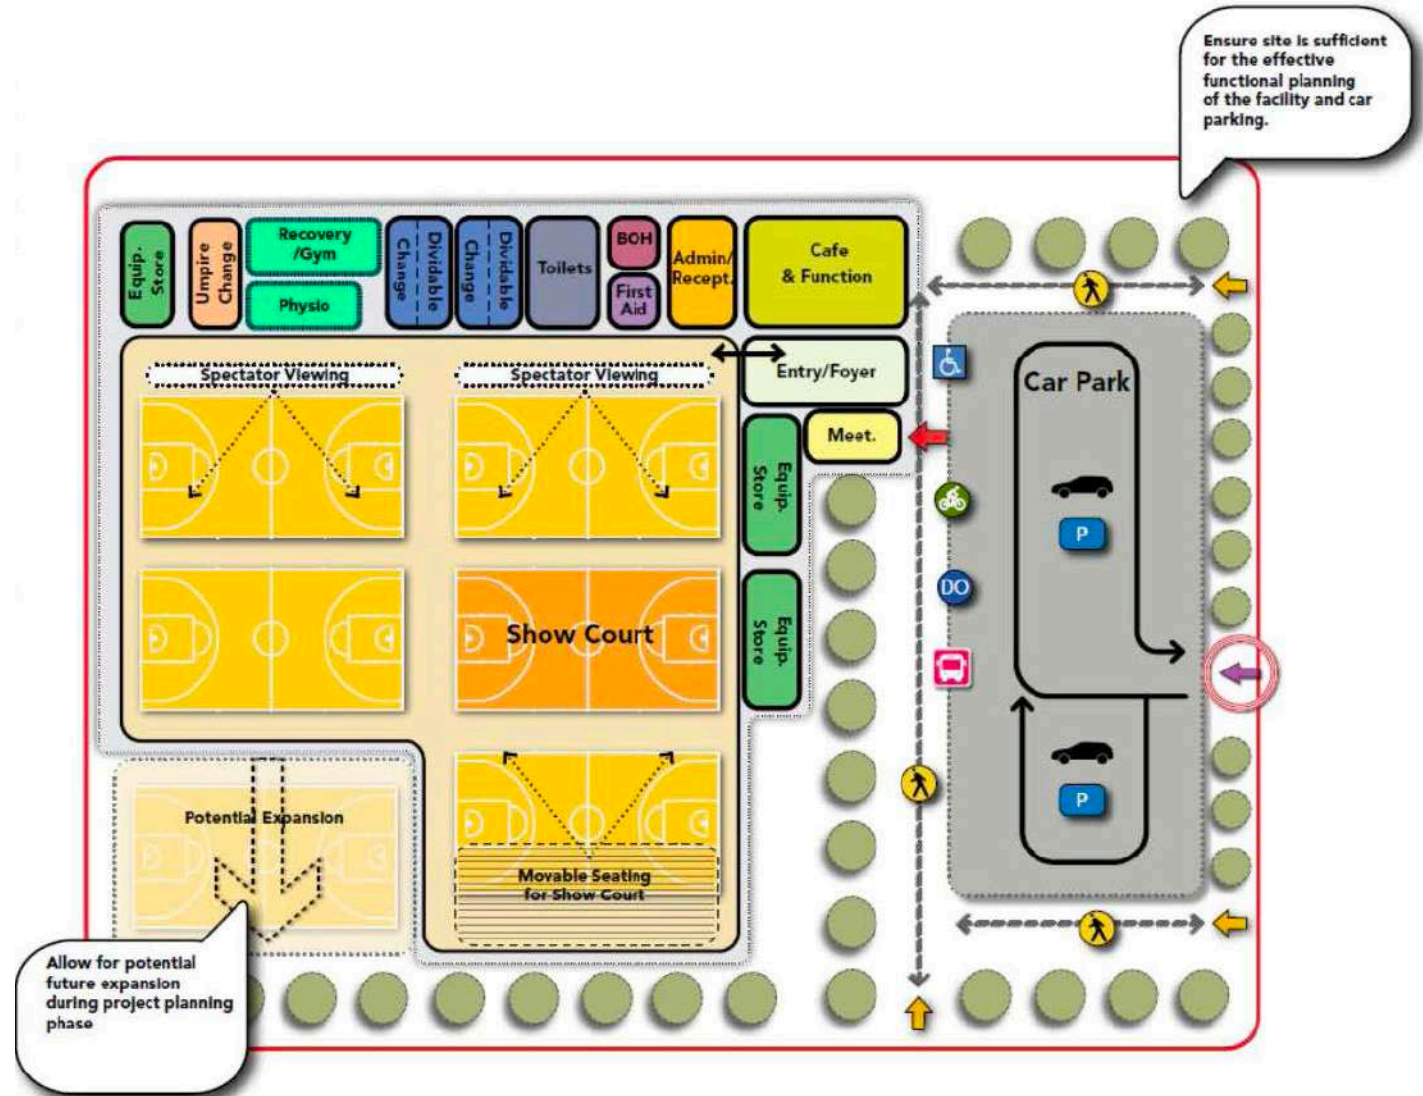 Ensure site is sufficient
for the effective
functional planning
of the facility and car
parking.
Equip.
Store
Umpire
Change
Recovery
/Gym
Physio
Change
Dividable
Change
Dividable
Toilets
BOH
First
Aid
Admin/
Recept.
Cafe
& Function
Spectator Viewing
Spectator Viewing
Entry/Foyer
Car Park
Meet.
Equip.
Store
P
DO
Show Court
Equip.
Store
P
Potential Expansion
Movable Seating
for Show Court
Allow for potential
future expansion
during project planning
phase